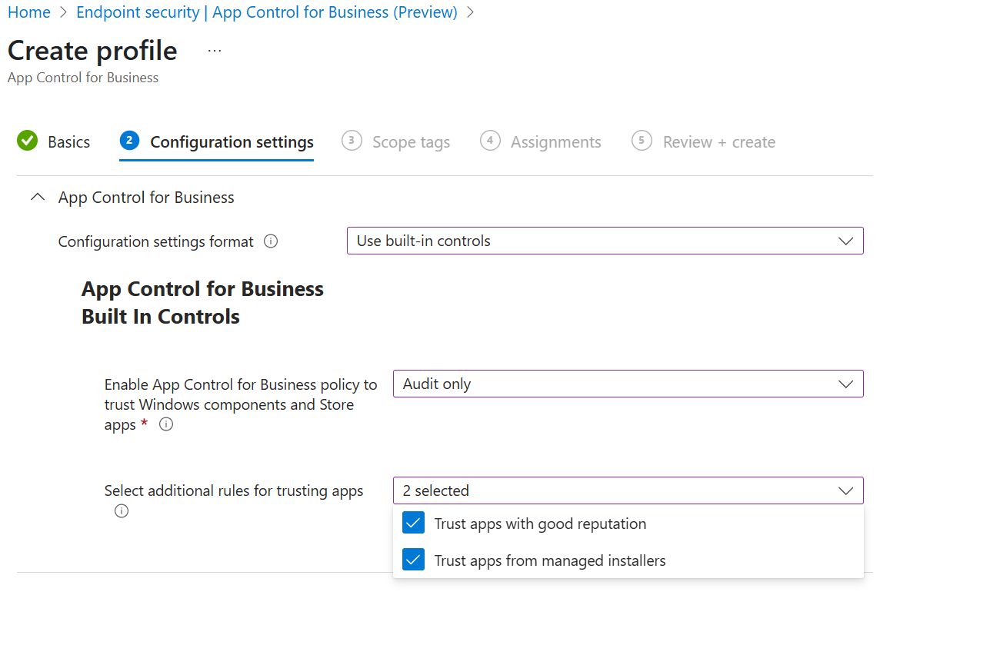 Home > Endpoint security | App Control for Business (Preview) >
Create profile ...
App Control for Business
Basics 2 Configuration settings 3 Scope tags 4 Assignments 5 Review + create
App Control for Business
Configuration settings format Use built-in controls
App Control for Business
Built In Controls
Enable App Control for Business policy to
trust Windows components and Store
apps *
Audit only
Select additional rules for trusting apps
2 selected
Trust apps with good reputation
Trust apps from managed installers